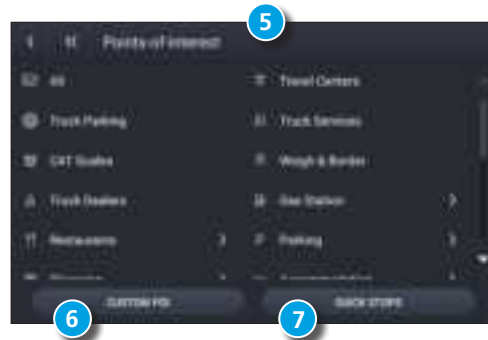 5
Points of interest
All
Travel Centers
Truck Parking
Truck Services
CAT Scales
Weigh & Border
Truck Dealers
Gas Station
Restaurants
Parking
CUSTOM POI
QUICK STOPS
6
7